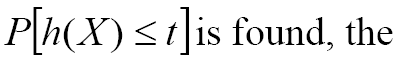 P[h(X) ≤ t] is found, the